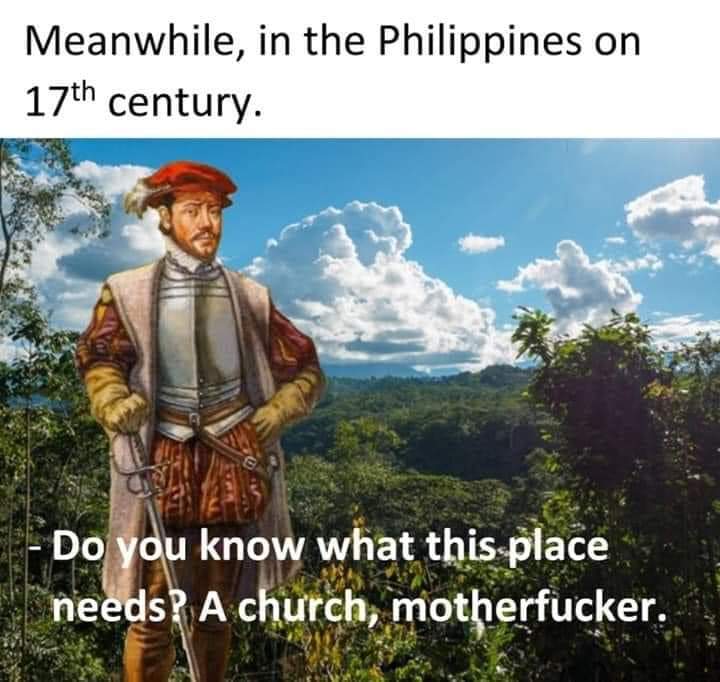 Meanwhile, in the Philippines on
17th century.
- Do you know what this place
needs? A church, motherfucker.